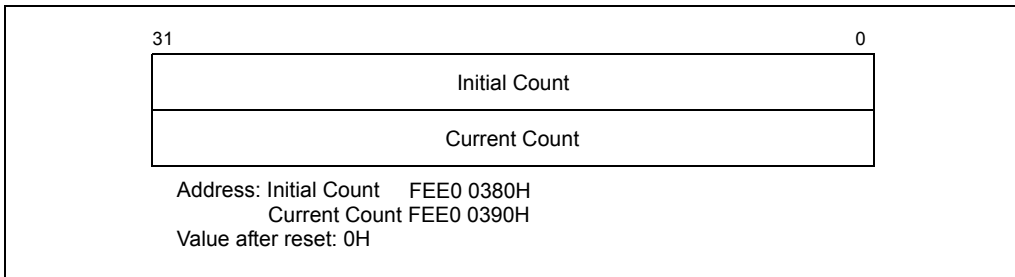 31 0
Initial Count
Current Count
Address: Initial Count FEE0 0380H
Current Count FEE0 0390H
Value after reset: 0H